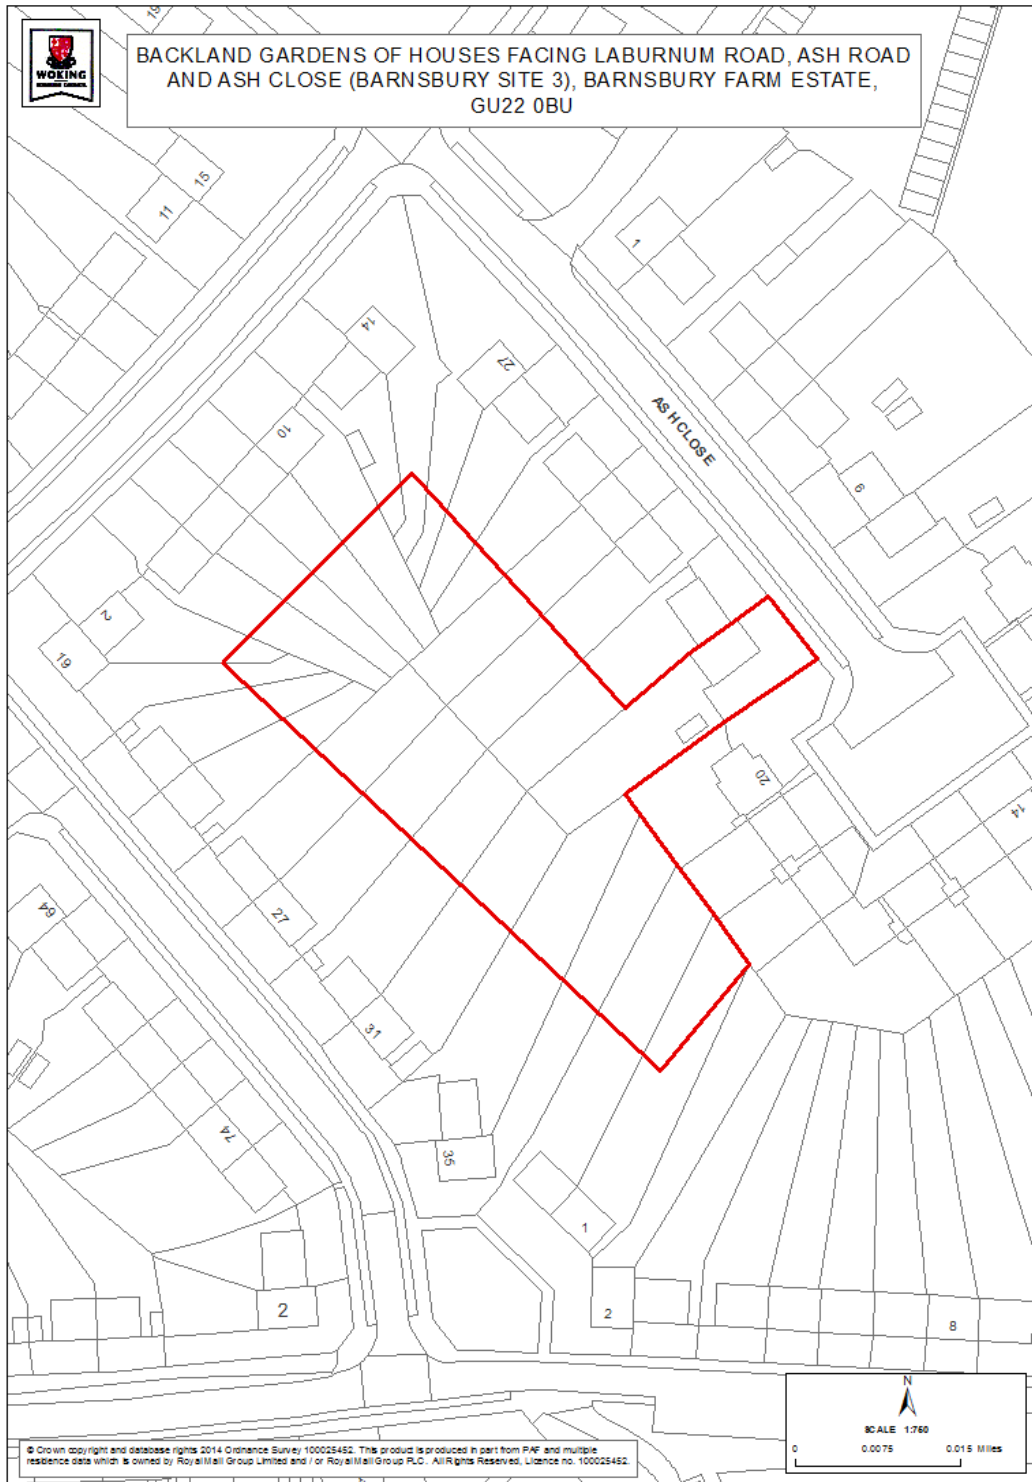 19
WOKING
BOROUGH COUNCIL
BACKLAND GARDENS OF HOUSES FACING LABURNUM ROAD, ASH ROAD
AND ASH CLOSE (BARNSBURY SITE 3), BARNSBURY FARM ESTATE,
GU22 0BU
15
11
1
14
27
10
ASH CLOSE
6
2
19
20
14
64
27
31
74
35
1
2
2
8
N
SCALE 1:750
0 0.0075 0.015 Miles
© Crown copyright and database rights 2014 Ordnance Survey 100025452. This product is produced in part from PAF and multiple
residence data which is owned by Royal Mail Group Limited and / or Royal Mail Group PLC. All Rights Reserved, Licence no. 100025452.